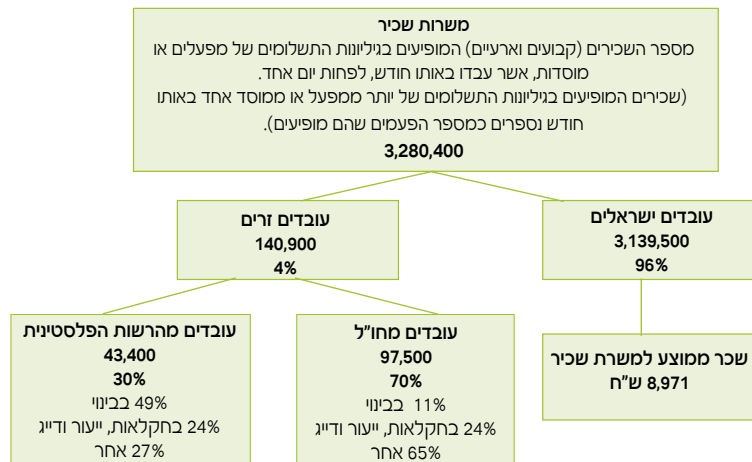 משרות שכיר
מספר השכירים (קבועים וארעיים) המופיעים בגיליונות התשלומים של מפעלים או
מוסדות, אשר עבדו באותו חודש, לפחות יום אחד.
(שכירים המופיעים בגיליונות התשלומים של יותר ממפעל או ממוסד אחד באותו
חודש נספרים כמספר הפעמים שהם מופיעים).
3,280,400
עובדים ישראלים
3,139,500
96%
עובדים זרים
140,900
4%
שכר ממוצע למשרת שכיר
8,971 ש"ח
עובדים מחו"ל
97,500
70%
11% בבינוי
24% בחקלאות, ייעור ודייג
65% אחר
עובדים מהרשות הפלסטינית
43,400
30%
49% בבינוי
24% בחקלאות, ייעור ודייג
27% אחר